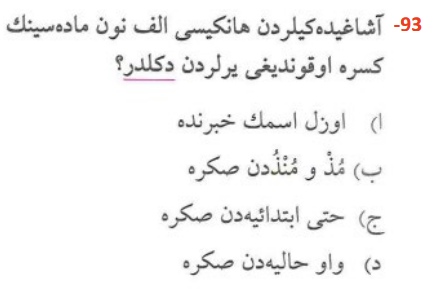 93- آشاغیده‌کیلردن هانکیسی الف نون ماده‌سینك
کسره اوقوندیغی یرلردن دکلدر؟
ا) اوزل اسمك خبرنده
ب) مُذْ و مُنْذُدن صکره
ج) حتی ابتدائیه‌دن صکره
د) واو حالیه‌دن صکره